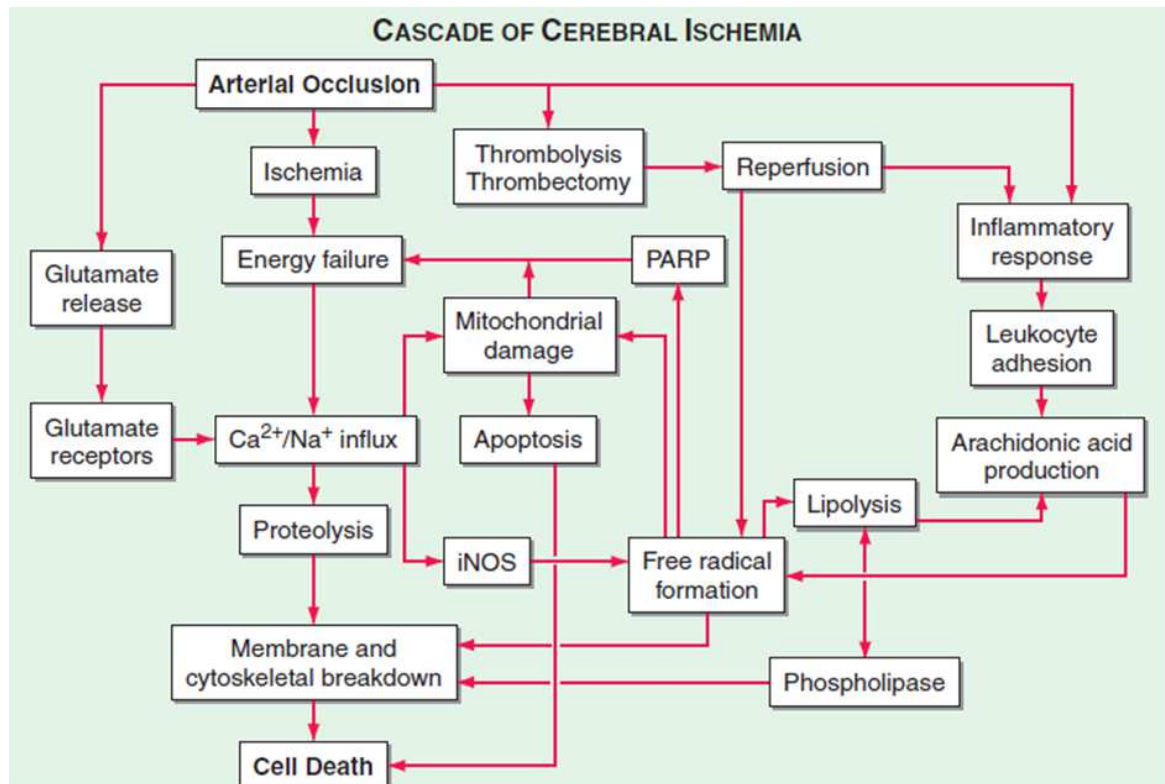 CASCADE OF CEREBRAL ISCHEMIA
Arterial Occlusion
Ischemia
Thrombolysis
Thrombectomy
Reperfusion
Inflammatory
response
Energy failure
PARP
Glutamate
release
Mitochondrial
damage
Leukocyte
adhesion
Glutamate
receptors
Ca²⁺/Na⁺ influx
Apoptosis
Arachidonic acid
production
Lipolysis
Proteolysis
iNOS
Free radical
formation
Membrane and
cytoskeletal breakdown
Phospholipase
Cell Death